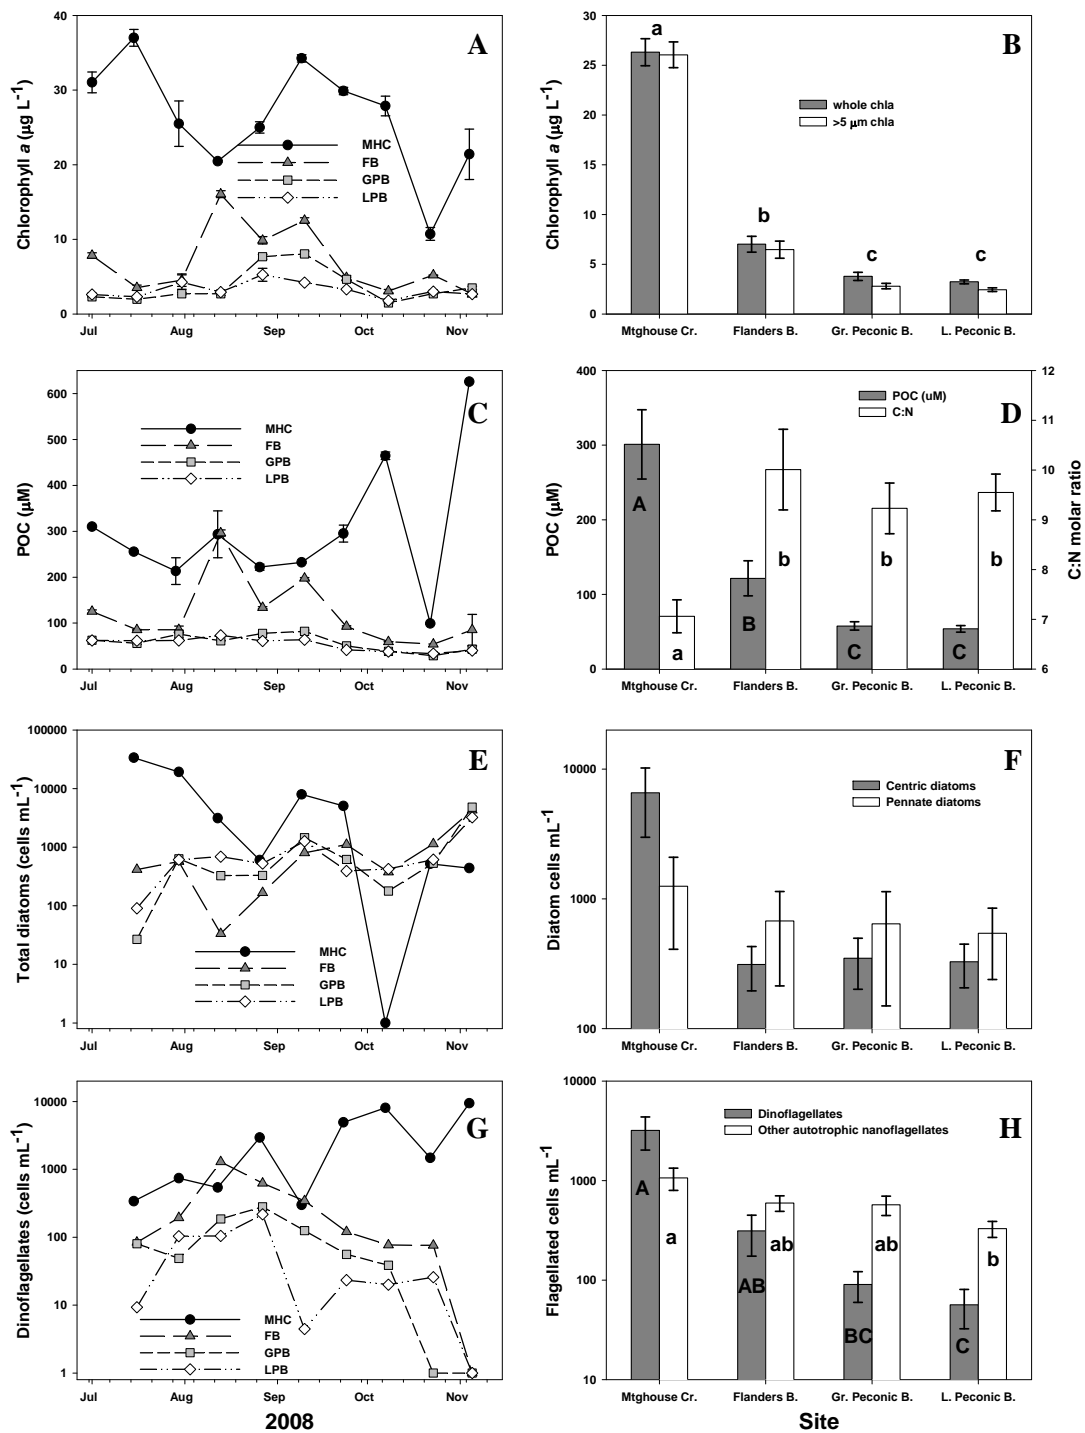 A
Chlorophyll a (µg L-1)
40
30
20
10
0
MHC
FB
GPB
LPB
Jul Aug Sep Oct Nov
B
Chlorophyll a (µg L-1)
30
25
20
15
10
5
0
whole chla
>5 µm chla
a
b
c c
Mtghouse Cr. Flanders B. Gr. Peconic B. L. Peconic B.
C
POC (µM)
600
500
400
300
200
100
0
MHC
FB
GPB
LPB
Jul Aug Sep Oct Nov
D
POC (µM)
400
300
200
100
0
POC (uM)
C:N
C:N molar ratio
12
11
10
9
8
7
6
A a B b C b C b
Mtghouse Cr. Flanders B. Gr. Peconic B. L. Peconic B.
E
Total diatoms (cells mL-1)
100000
10000
1000
100
10
1
MHC
FB
GPB
LPB
Jul Aug Sep Oct Nov
F
Diatom cells mL-1
10000
1000
100
Centric diatoms
Pennate diatoms
Mtghouse Cr. Flanders B. Gr. Peconic B. L. Peconic B.
G
Dinoflagellates (cells mL-1)
10000
1000
100
10
1
MHC
FB
GPB
LPB
Jul Aug Sep Oct Nov
2008
H
Flagellated cells mL-1
10000
1000
100
10
Dinoflagellates
Other autotrophic nanoflagellates
A a AB ab BC ab C b
Mtghouse Cr. Flanders B. Gr. Peconic B. L. Peconic B.
Site